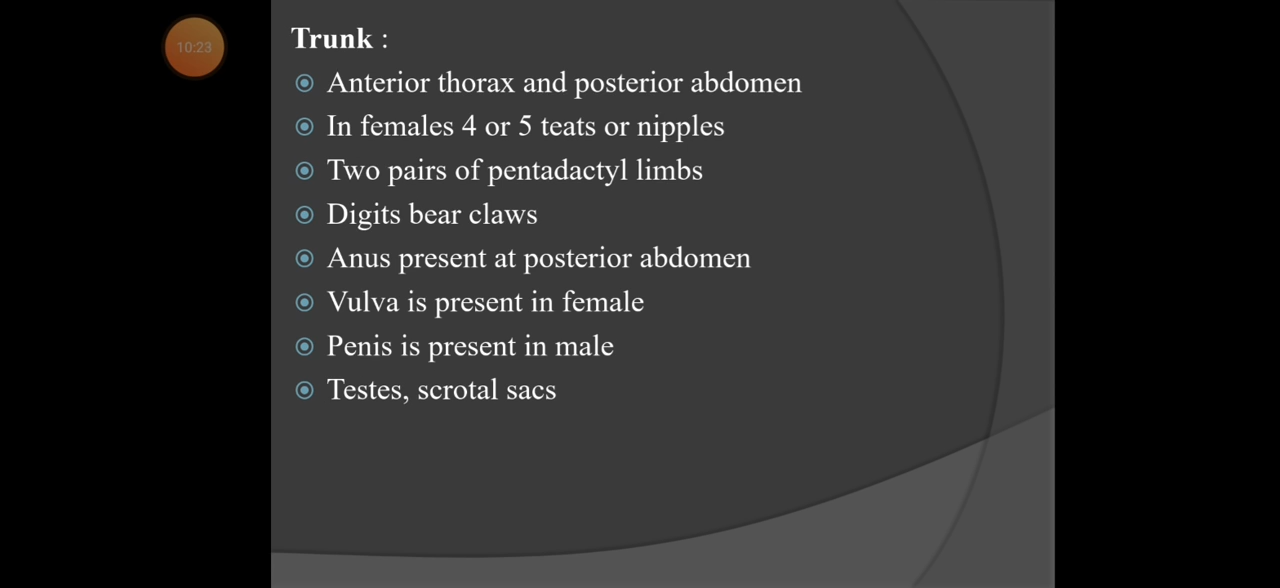 10:23
Trunk :
Anterior thorax and posterior abdomen
In females 4 or 5 teats or nipples
Two pairs of pentadactyl limbs
Digits bear claws
Anus present at posterior abdomen
Vulva is present in female
Penis is present in male
Testes, scrotal sacs